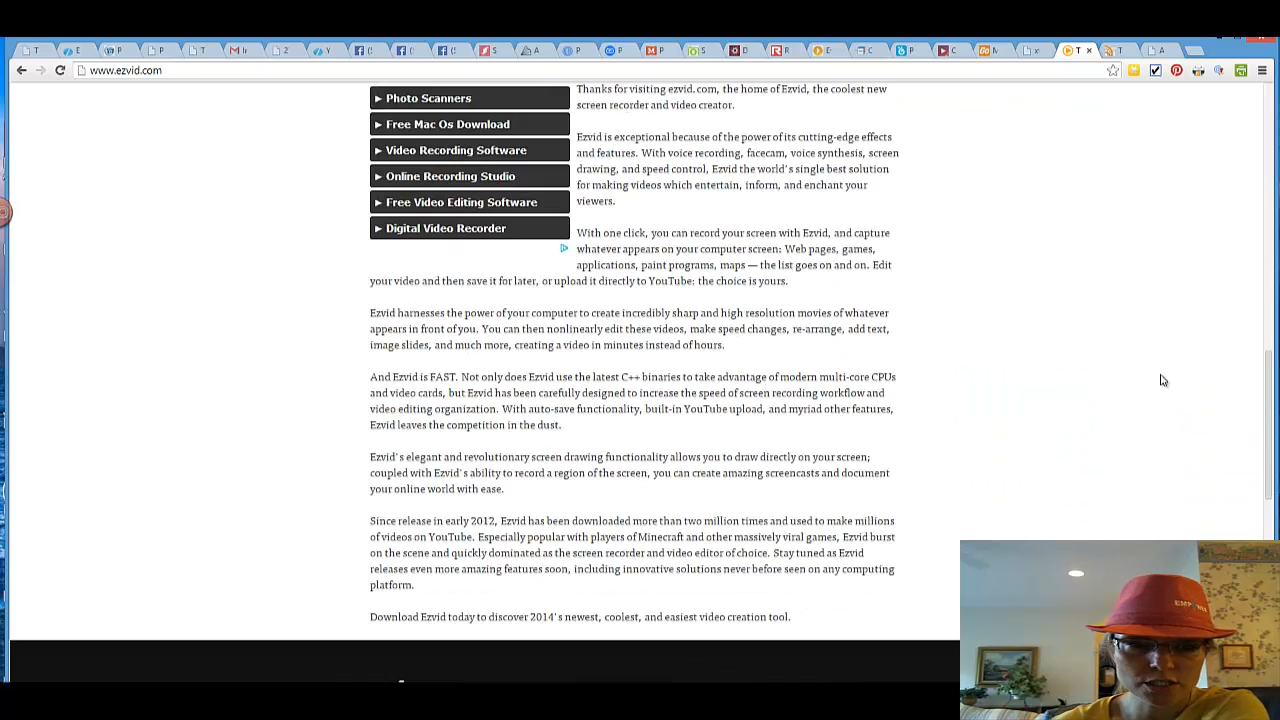 T
E
P
P
T
Ir
2
Y
(
(
(
S
A
P
P
P
S
D
R
E
C
P
C
N
x
T
T
A
www.ezvid.com
Photo Scanners
Free Mac Os Download
Video Recording Software
Online Recording Studio
Free Video Editing Software
Digital Video Recorder
Thanks for visiting ezvid.com, the home of Ezvid, the coolest new
screen recorder and video creator.
Ezvid is exceptional because of the power of its cutting-edge effects
and features. With voice recording, facecam, voice synthesis, screen
drawing, and speed control, Ezvid the world's single best solution
for making videos which entertain, inform, and enchant your
viewers.
With one click, you can record your screen with Ezvid, and capture
whatever appears on your computer screen: Web pages, games,
applications, paint programs, maps — the list goes on and on. Edit
your video and then save it for later, or upload it directly to YouTube: the choice is yours.
Ezvid harnesses the power of your computer to create incredibly sharp and high resolution movies of whatever
appears in front of you. You can then nonlinearly edit these videos, make speed changes, re-arrange, add text,
image slides, and much more, creating a video in minutes instead of hours.
And Ezvid is FAST. Not only does Ezvid use the latest C++ binaries to take advantage of modern multi-core CPUs
and video cards, but Ezvid has been carefully designed to increase the speed of screen recording workflow and
video editing organization. With auto-save functionality, built-in YouTube upload, and myriad other features,
Ezvid leaves the competition in the dust.
Ezvid's elegant and revolutionary screen drawing functionality allows you to draw directly on your screen;
coupled with Ezvid's ability to record a region of the screen, you can create amazing screencasts and document
your online world with ease.
Since release in early 2012, Ezvid has been downloaded more than two million times and used to make millions
of videos on YouTube. Especially popular with players of Minecraft and other massively viral games, Ezvid burst
on the scene and quickly dominated as the screen recorder and video editor of choice. Stay tuned as Ezvid
releases even more amazing features soon, including innovative solutions never before seen on any computing
platform.
Download Ezvid today to discover 2014's newest, coolest, and easiest video creation tool.